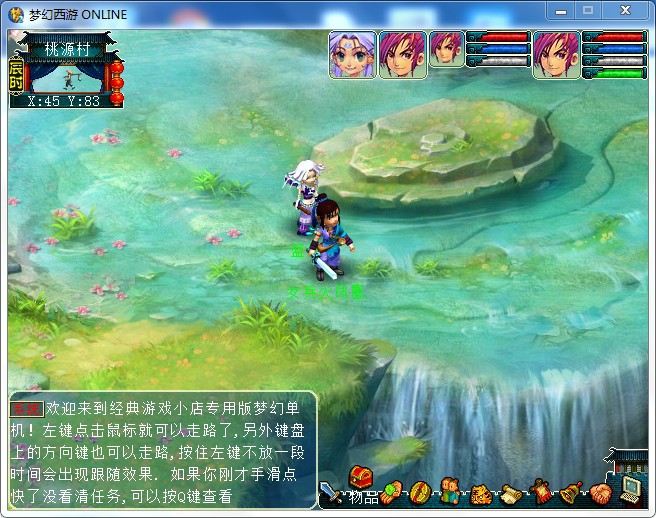 梦幻西游 ONLINE
桃源村
辰时
X:45 Y:83
系统 欢迎来到经典游戏小店专用版梦幻单
机! 左键点击鼠标就可以走路了,另外键盘
上的方向键也可以走路,按住左键不放一段
时间会出现跟随效果. 如果你刚才手滑点
快了没看清任务,可以按Q键查看
物品